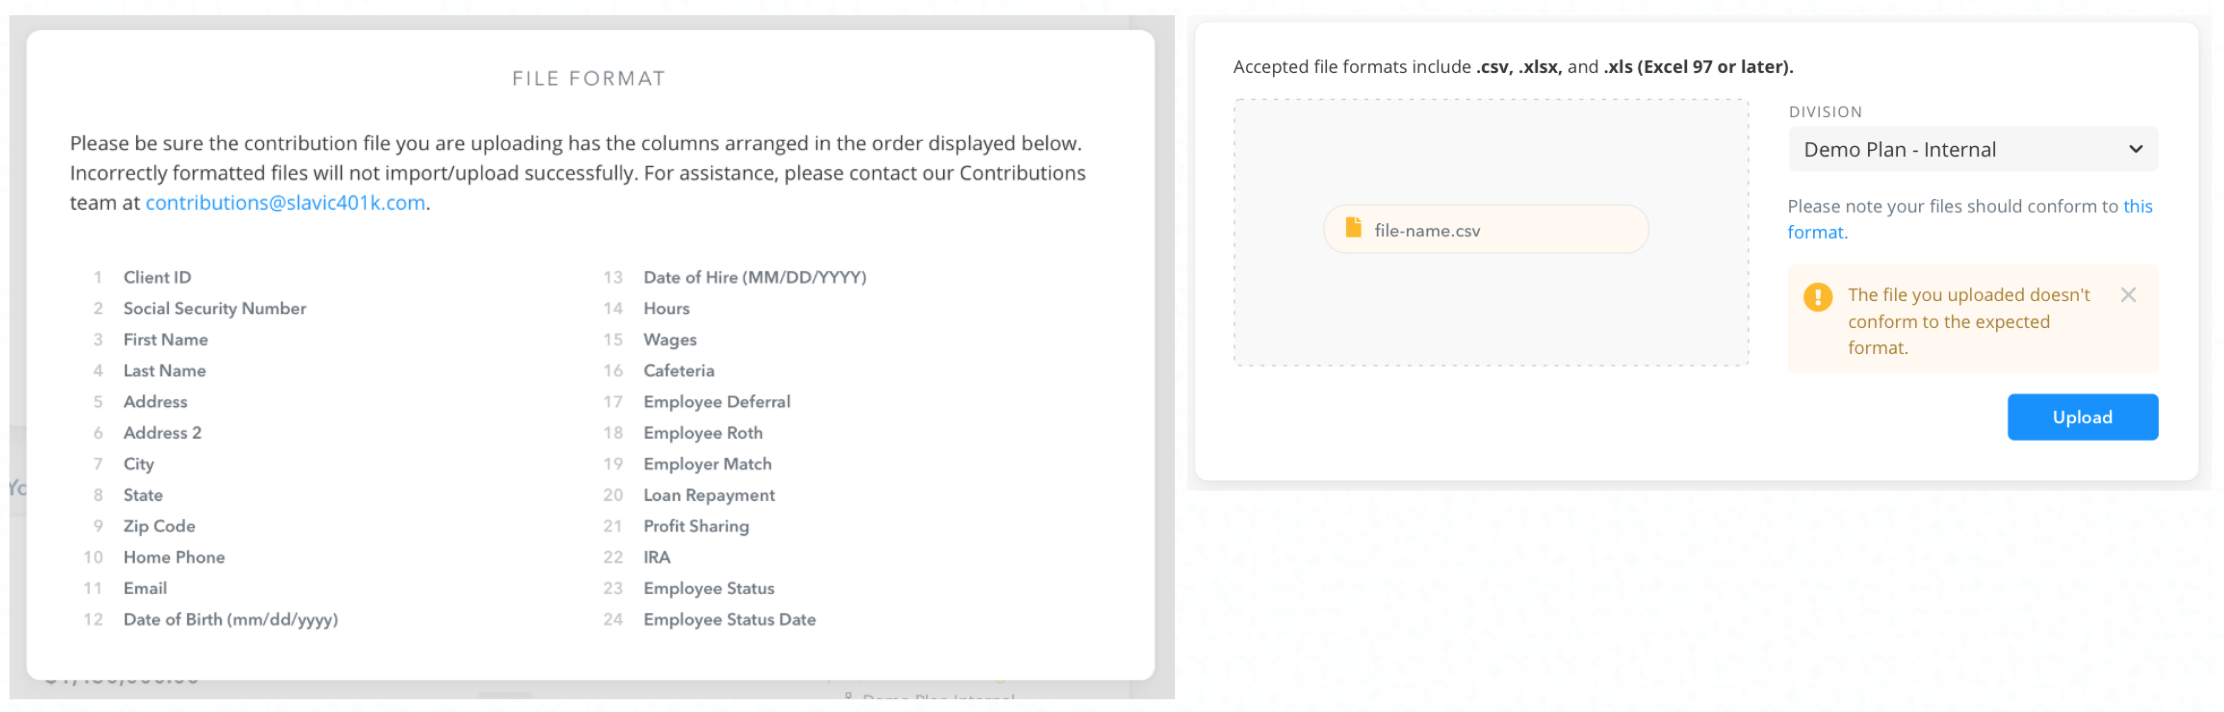 FILE FORMAT
Please be sure the contribution file you are uploading has the columns arranged in the order displayed below.
Incorrectly formatted files will not import/upload successfully. For assistance, please contact our Contributions
team at contributions@slavic401k.com.
1 Client ID
2 Social Security Number
3 First Name
4 Last Name
5 Address
6 Address 2
7 City
8 State
9 Zip Code
10 Home Phone
11 Email
12 Date of Birth (mm/dd/yyyy)
13 Date of Hire (MM/DD/YYYY)
14 Hours
15 Wages
16 Cafeteria
17 Employee Deferral
18 Employee Roth
19 Employer Match
20 Loan Repayment
21 Profit Sharing
22 IRA
23 Employee Status
24 Employee Status Date
Demo Plan Internal
Accepted file formats include .csv, .xlsx, and .xls (Excel 97 or later).
file-name.csv
DIVISION
Demo Plan - Internal
Please note your files should conform to this
format.
The file you uploaded doesn't
conform to the expected
format.
Upload